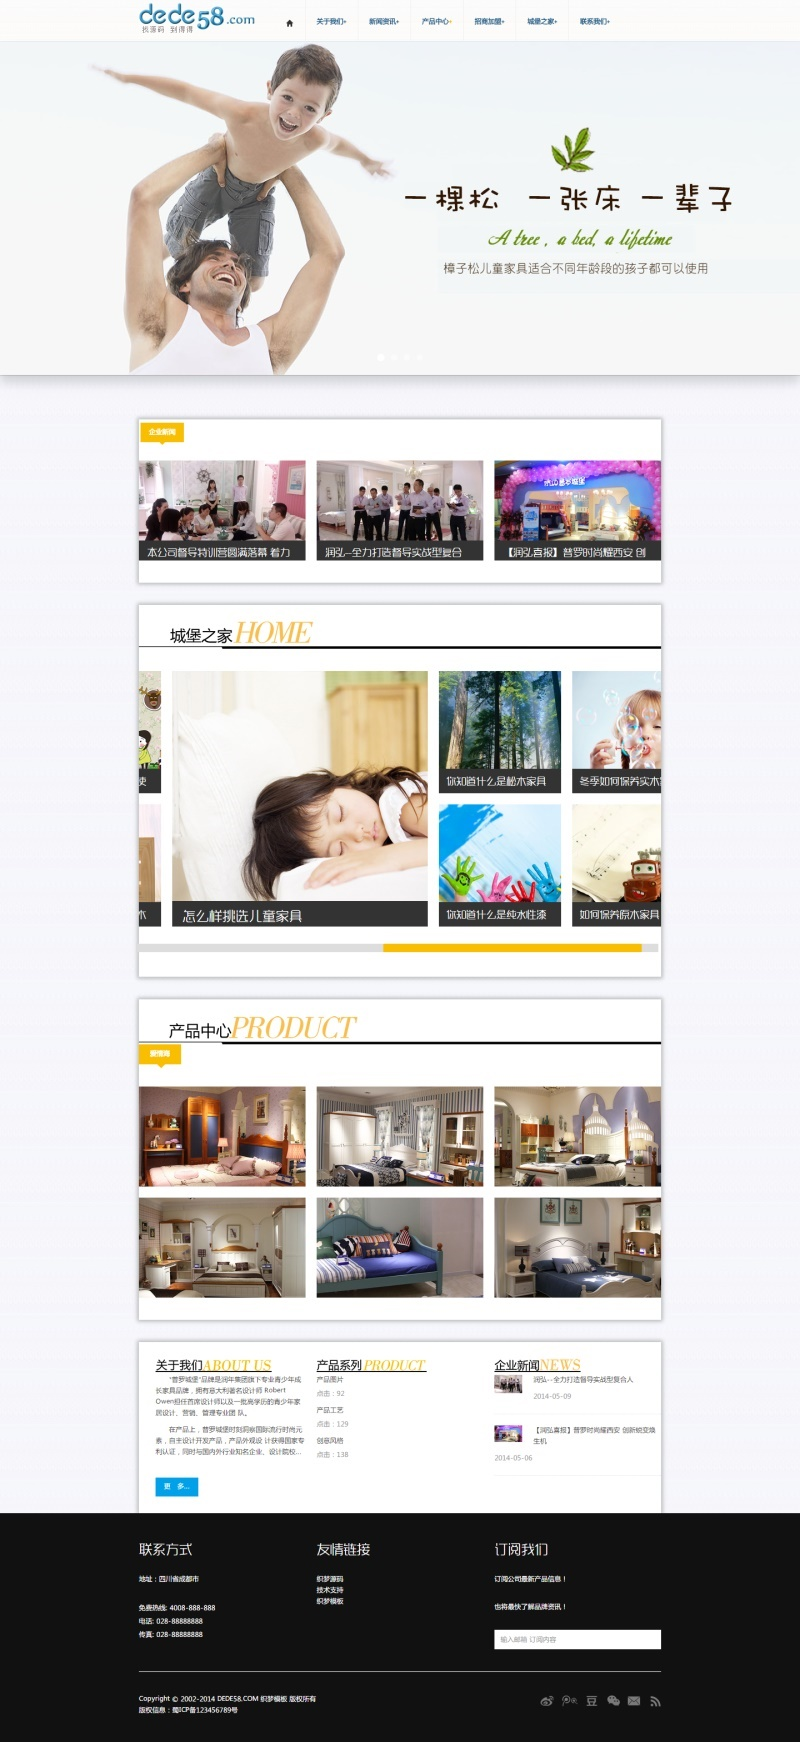 dede58.com
找源码 到得得
关于我们+
新闻资讯+
产品中心+
招商加盟+
城堡之家+
联系我们+
一棵松 一张床 一辈子
A tree , a bed, a lifetime
樟子松儿童家具适合不同年龄段的孩子都可以使用
企业新闻
本公司督导特训营圆满落幕 着力
润弘--全力打造督导实战型复合
【润弘喜报】普罗时尚耀西安 创
城堡之家HOME
使
木
怎么样挑选儿童家具
你知道什么是松木家具
冬季如何保养实木
你知道什么是纯水性漆
如何保养原木家具
产品中心PRODUCT
关于我们ABOUT US
"普罗城堡"品牌是润年集团旗下专业青少年成
长家具品牌，拥有意大利著名设计师 Robert
Owen担任首席设计师以及一批高学历的青少年家
居设计、营销、管理专业团 队。
在产品上，普罗城堡时刻洞察国际流行时尚元
素，自主设计开发产品，产品外观设 计获得国家专
利认证，同时与国内外行业知名企业、设计院校...
更 多...
产品系列PRODUCT
产品图片
点击：92
产品工艺
点击：129
创意风格
点击：138
企业新闻NEWS
润弘--全力打造督导实战型复合人
2014-05-09
【润弘喜报】普罗时尚耀西安 创新蜕变焕
生机
2014-05-06
联系方式
地址：四川省成都市
免费热线: 4008-888-888
电话: 028-88888888
传真: 028-88888888
友情链接
织梦源码
技术支持
织梦模板
订阅我们
订阅公司最新产品信息！
也将最快了解品牌资讯！
输入邮箱 订阅内容
Copyright © 2002-2014 DEDE58.COM 织梦模板 版权所有
版权信息：蜀ICP备123456789号